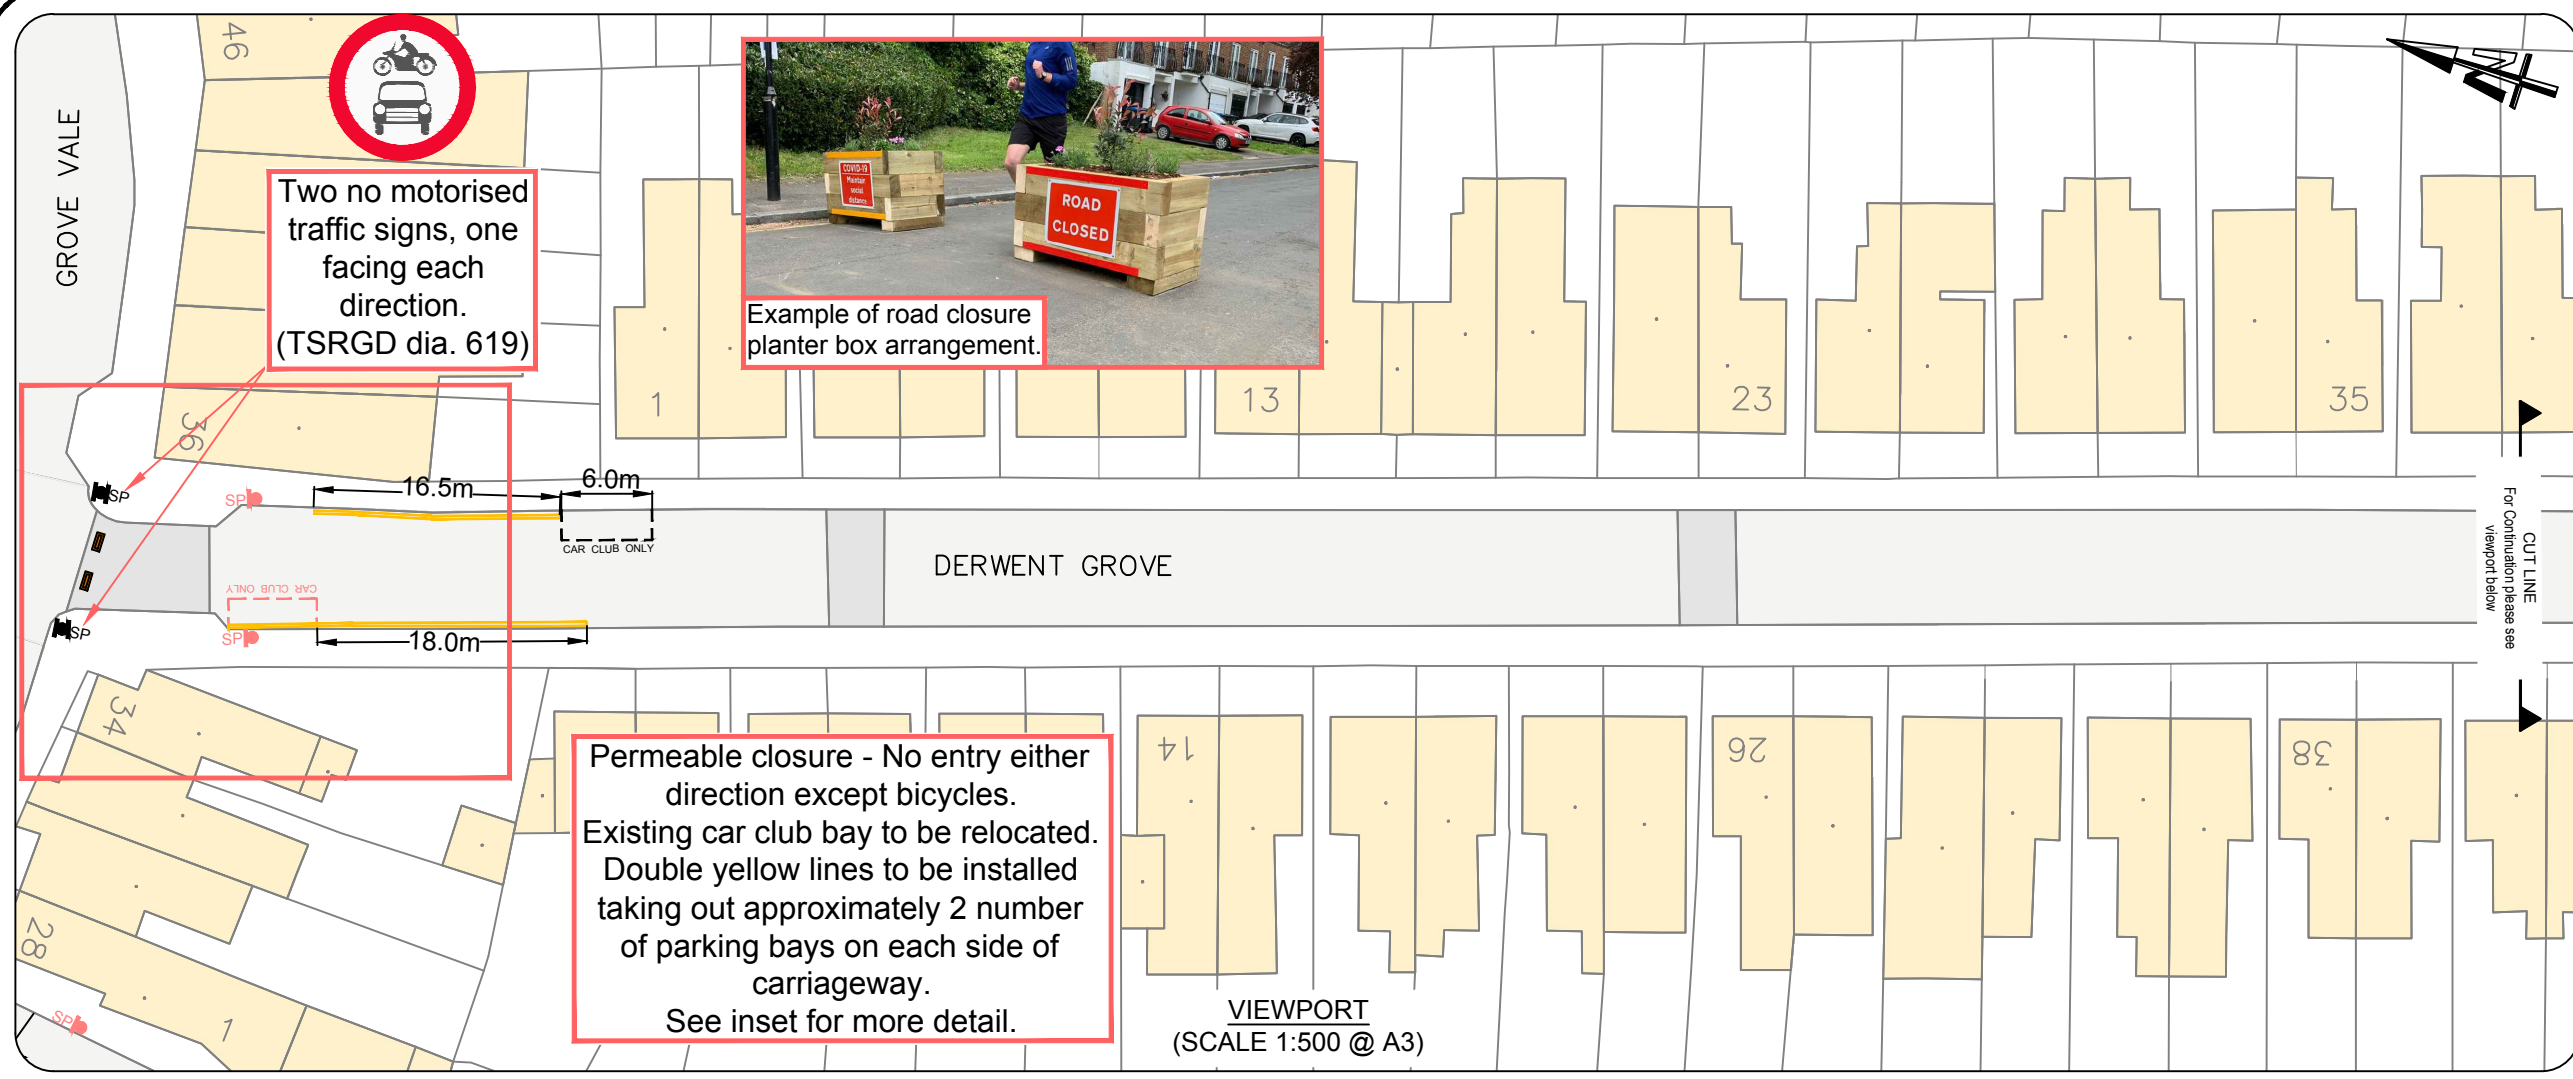 46
GROVE VALE
Two no motorised
traffic signs, one
facing each
direction.
(TSRGD dia. 619)
COVID-19
Maintain
social
distance
ROAD
CLOSED
Example of road closure
planter box arrangement.
N
36
1
13
23
35
SP
SP
16.5m
6.0m
CAR CLUB ONLY
DERWENT GROVE
CAR CLUB ONLY
SP
SP
18.0m
CUT LINE
For Continuation please see
viewport below
34
28
1
SP
Permeable closure - No entry either
direction except bicycles.
Existing car club bay to be relocated.
Double yellow lines to be installed
taking out approximately 2 number
of parking bays on each side of
carriageway.
See inset for more detail.
14
26
38
VIEWPORT
(SCALE 1:500 @ A3)